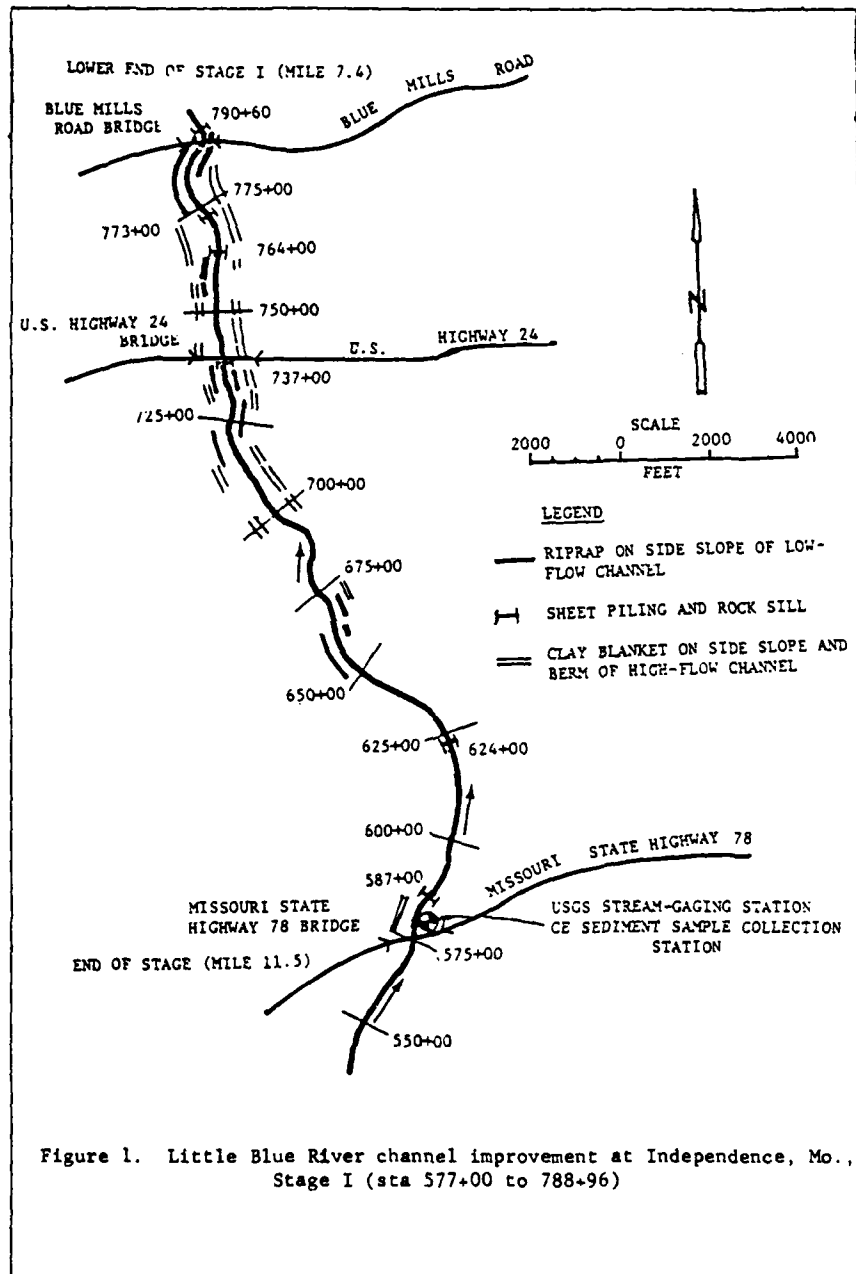 LOWER END OF STAGE I (MILE 7.4)
BLUE MILLS ROAD
BLUE MILLS
ROAD BRIDGE
790+60
775+00
773+00
764+00
750+00
U.S. HIGHWAY 24
BRIDGE
U.S. HIGHWAY 24
737+00
725+00
700+00
675+00
650+00
625+00
624+00
600+00
587+00
MISSOURI STATE HIGHWAY 78
MISSOURI STATE
HIGHWAY 78 BRIDGE
USGS STREAM-GAGING STATION
CE SEDIMENT SAMPLE COLLECTION
STATION
END OF STAGE (MILE 11.5)
575+00
550+00
N
SCALE
2000 0 2000 4000
FEET
LEGEND
RIPRAP ON SIDE SLOPE OF LOW-
FLOW CHANNEL
SHEET PILING AND ROCK SILL
CLAY BLANKET ON SIDE SLOPE AND
BERM OF HIGH-FLOW CHANNEL
Figure 1. Little Blue River channel improvement at Independence, Mo.,
Stage I (sta 577+00 to 788+96)